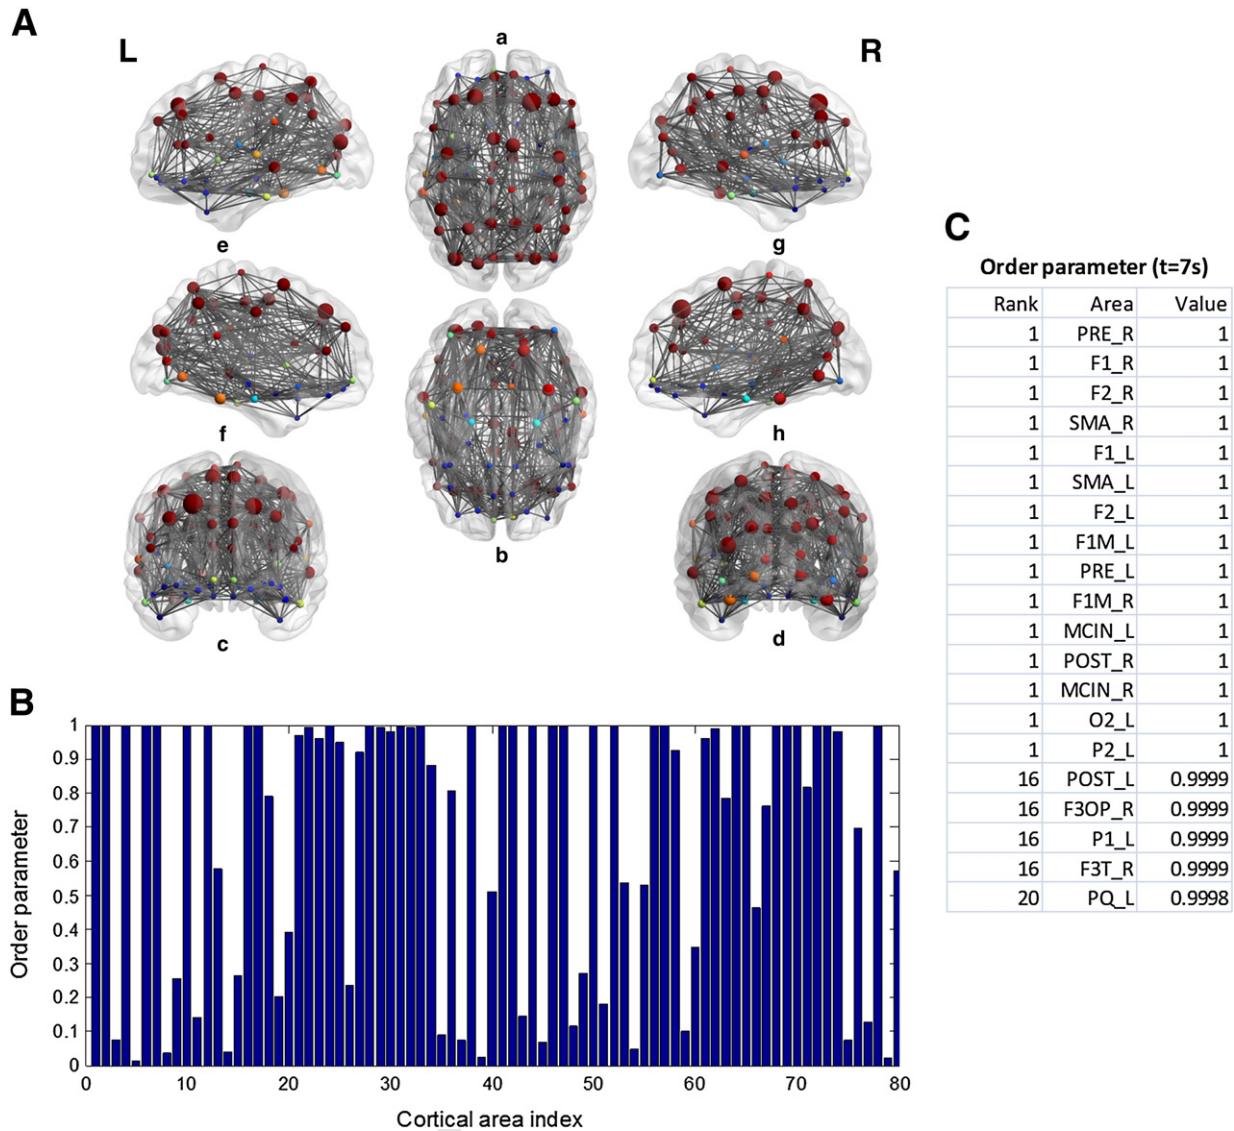 A
L
a
R
e
g
f
b
h
c
d
C
Order parameter (t=7s)
Rank Area Value
1 PRE_R 1
1 F1_R 1
1 F2_R 1
1 SMA_R 1
1 F1_L 1
1 SMA_L 1
1 F2_L 1
1 F1M_L 1
1 PRE_L 1
1 F1M_R 1
1 MCIN_L 1
1 POST_R 1
1 MCIN_R 1
1 O2_L 1
1 P2_L 1
16 POST_L 0.9999
16 F3OP_R 0.9999
16 P1_L 0.9999
16 F3T_R 0.9999
20 PQ_L 0.9998
B
Order parameter
1
0.9
0.8
0.7
0.6
0.5
0.4
0.3
0.2
0.1
0
0 10 20 30 40 50 60 70 80
Cortical area index